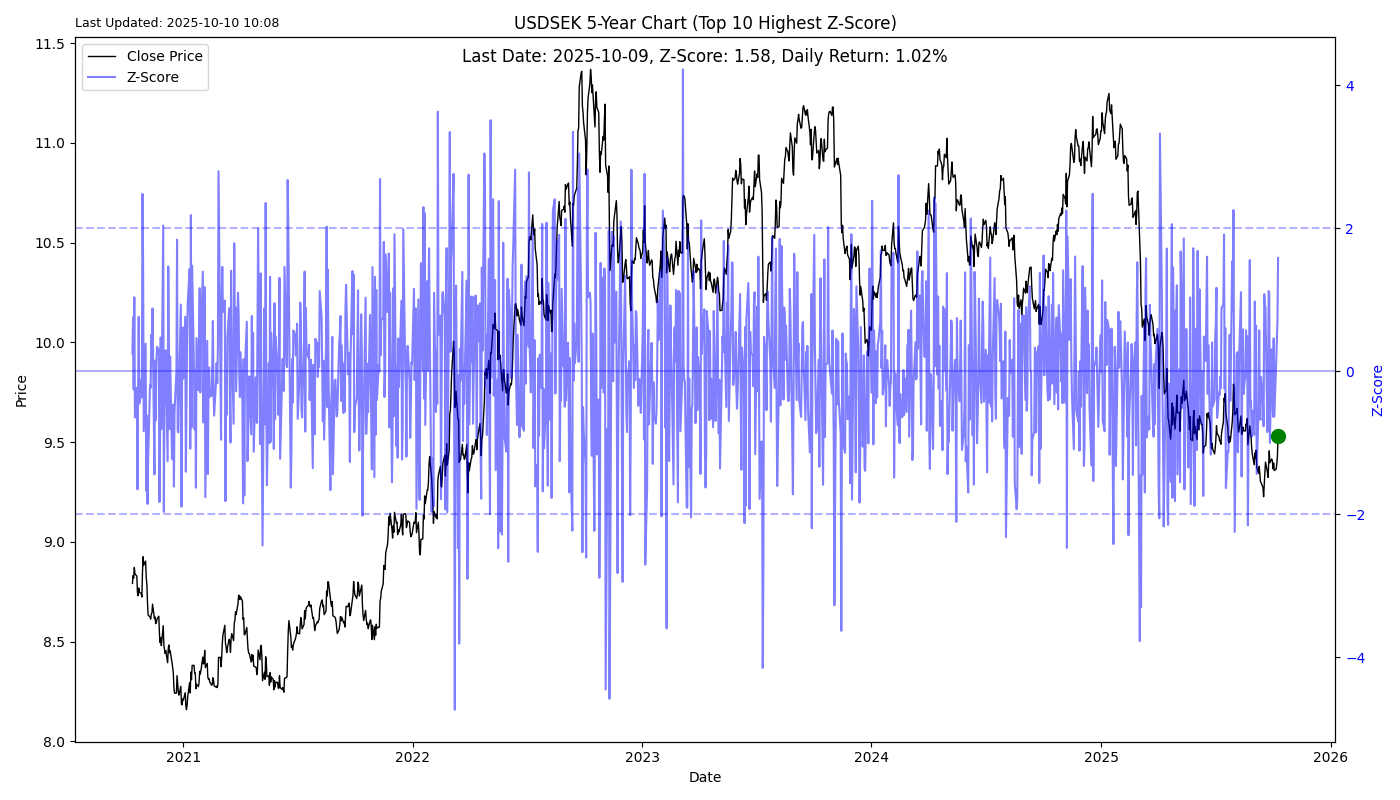 Last Updated: 2025-10-10 10:08
USDSEK 5-Year Chart (Top 10 Highest Z-Score)
Last Date: 2025-10-09, Z-Score: 1.58, Daily Return: 1.02%
Close Price
Z-Score
11.5
11.0
10.5
10.0
9.5
9.0
8.5
8.0
Price
4
2
0
−2
−4
Z-Score
2021
2022
2023
2024
2025
2026
Date